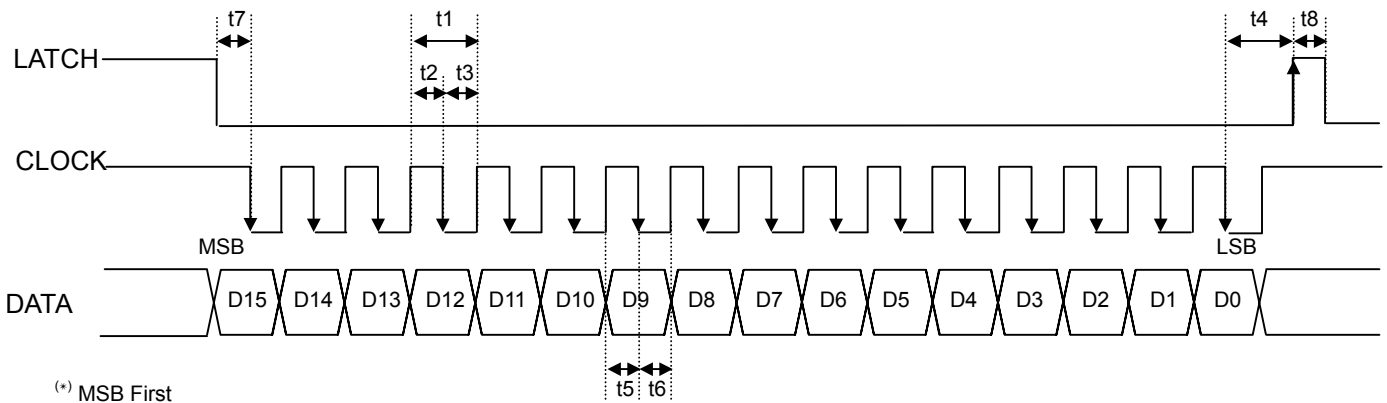 t7 t1 t4 t8
LATCH t2 t3
CLOCK
MSB LSB
DATA D15 D14 D13 D12 D11 D10 D9 D8 D7 D6 D5 D4 D3 D2 D1 D0
t5 t6
(*) MSB First